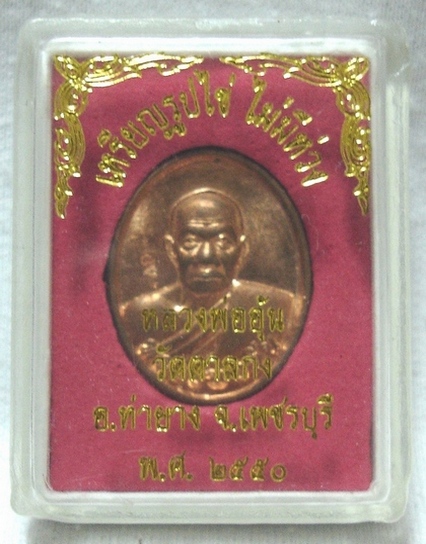 เหรียญรูปไข่ ไม่มีห่วง
หลวงพ่ออุ้น
วัดตาลกง
อ.ท่ายาง จ.เพชรบุรี
พ.ศ. ๒๕๕๐